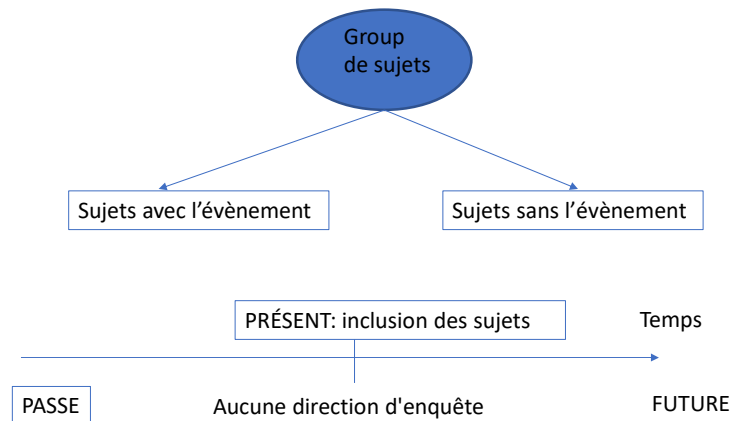 Group
de sujets
Sujets avec l'évènement
Sujets sans l'évènement
PRÉSENT: inclusion des sujets
Temps
PASSE
Aucune direction d'enquête
FUTURE